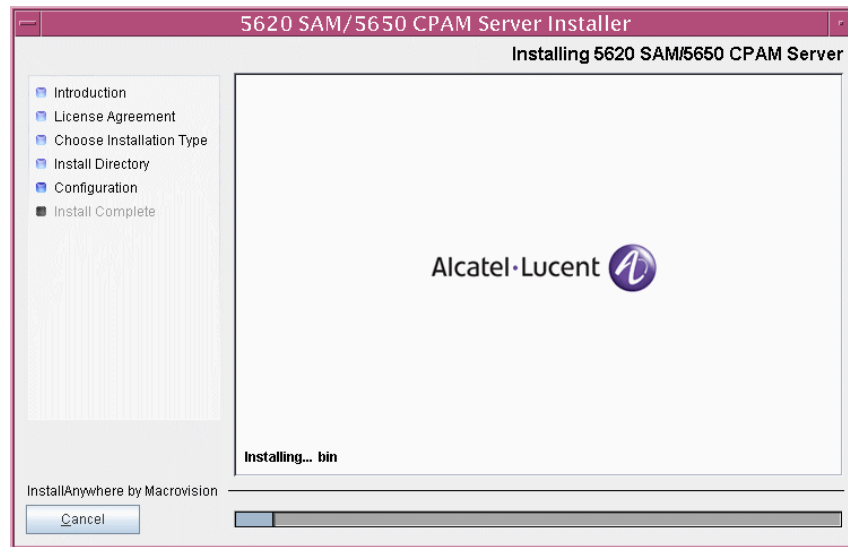 5620 SAM/5650 CPAM Server Installer
Installing 5620 SAM/5650 CPAM Server
Introduction
License Agreement
Choose Installation Type
Install Directory
Configuration
Install Complete
Alcatel·Lucent
Installing... bin
InstallAnywhere by Macrovision
Cancel